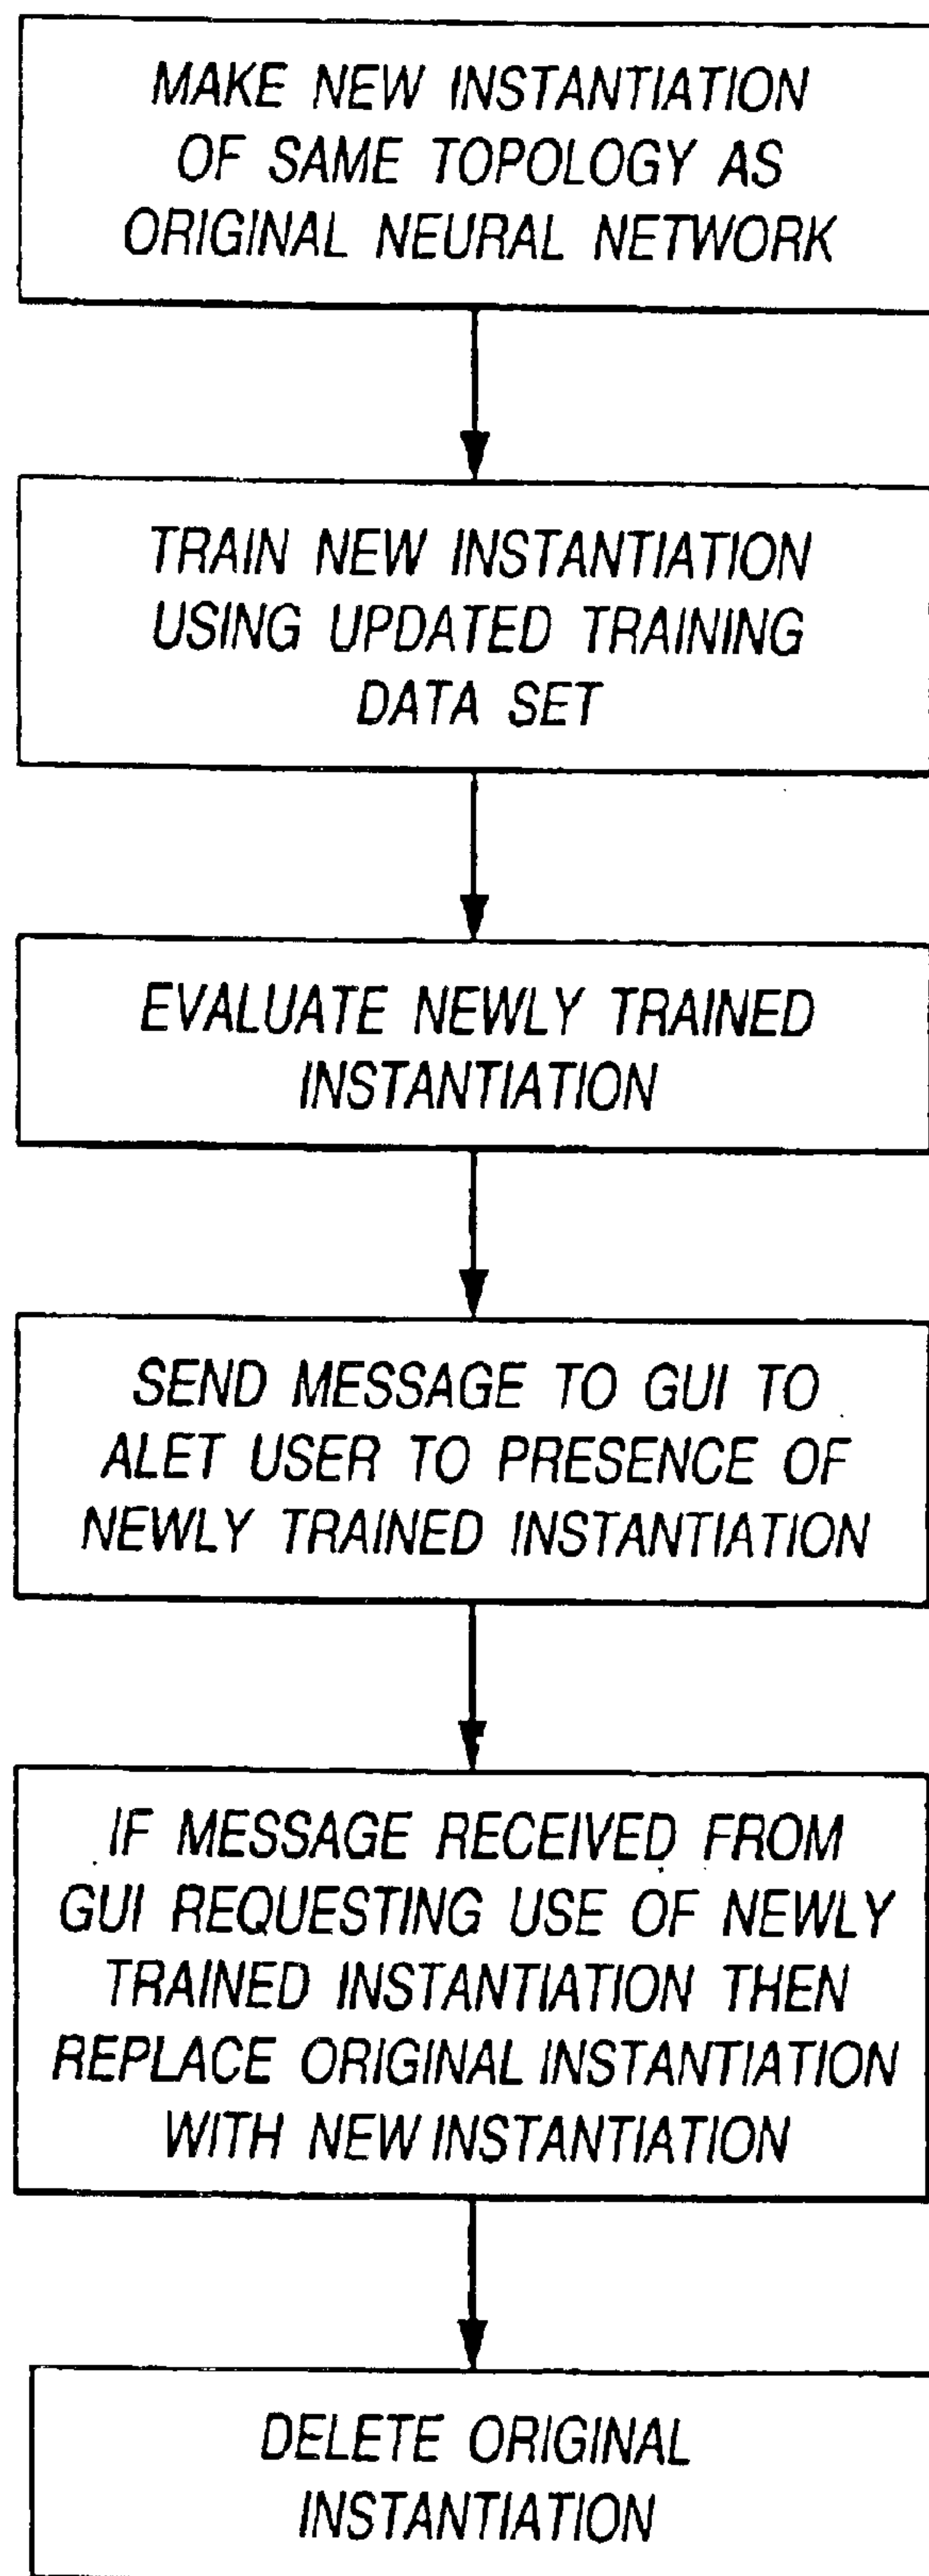 MAKE NEW INSTANTIATION
OF SAME TOPOLOGY AS
ORIGINAL NEURAL NETWORK
TRAIN NEW INSTANTIATION
USING UPDATED TRAINING
DATA SET
EVALUATE NEWLY TRAINED
INSTANTIATION
SEND MESSAGE TO GUI TO
ALET USER TO PRESENCE OF
NEWLY TRAINED INSTANTIATION
IF MESSAGE RECEIVED FROM
GUI REQUESTING USE OF NEWLY
TRAINED INSTANTIATION THEN
REPLACE ORIGINAL INSTANTIATION
WITH NEW INSTANTIATION
DELETE ORIGINAL
INSTANTIATION